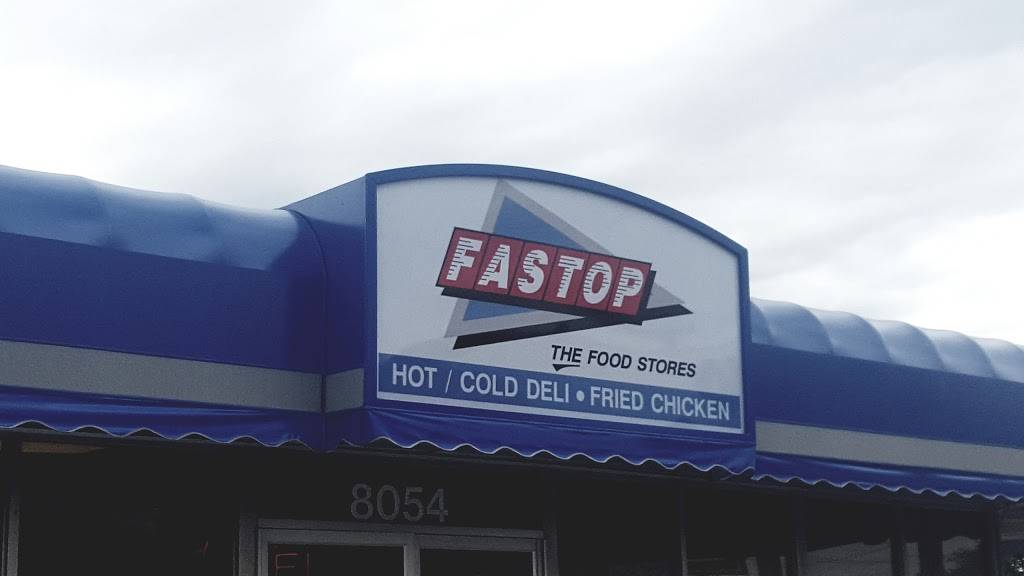 FASTOP
THE FOOD STORES
HOT / COLD DELI • FRIED CHICKEN
8054